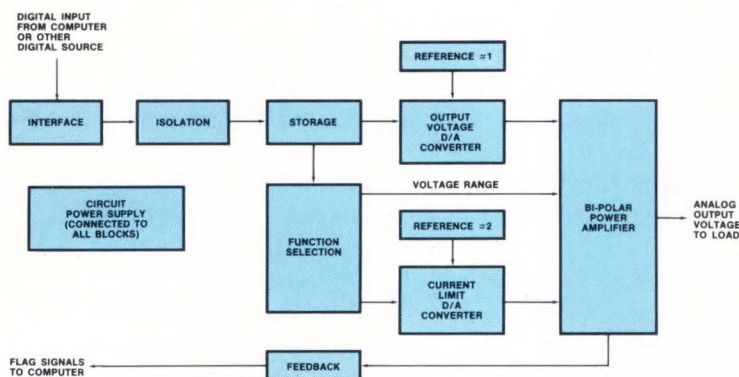 DIGITAL INPUT
FROM COMPUTER
OR OTHER
DIGITAL SOURCE
REFERENCE #1
INTERFACE
ISOLATION
STORAGE
OUTPUT
VOLTAGE
D/A
CONVERTER
CIRCUIT
POWER SUPPLY
(CONNECTED TO
ALL BLOCKS)
FUNCTION
SELECTION
VOLTAGE RANGE
REFERENCE #2
CURRENT
LIMIT
D/A
CONVERTER
BI-POLAR
POWER
AMPLIFIER
ANALOG
OUTPUT
VOLTAGE
TO LOAD
FLAG SIGNALS
TO COMPUTER
FEEDBACK